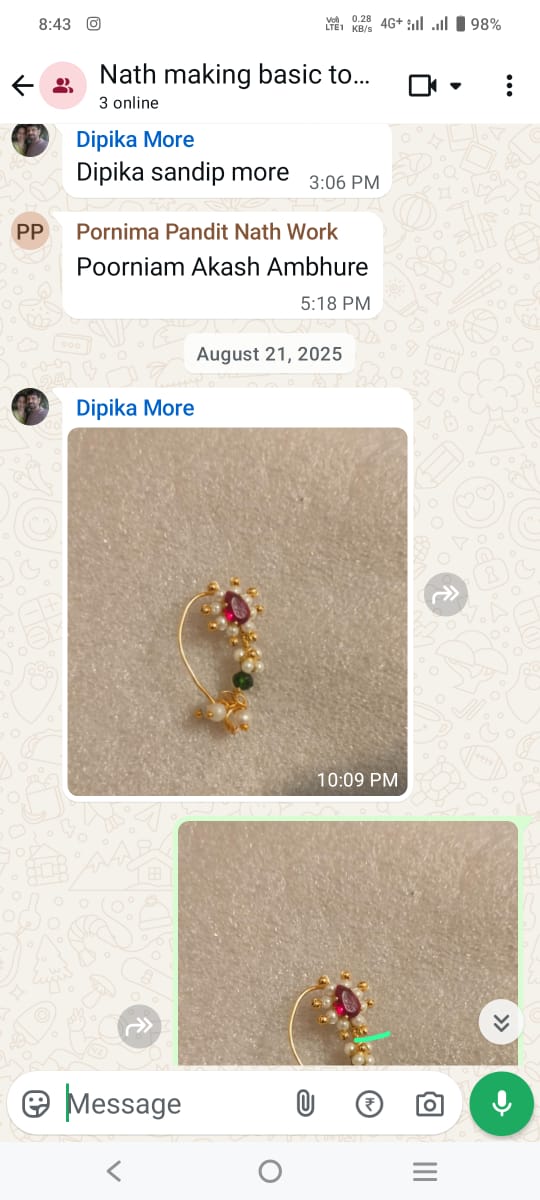 8:43
Vo) LTE1 0.28 KB/s 4G+ 98%
Nath making basic to...
3 online
Dipika More
Dipika sandip more 3:06 PM
PP Pornima Pandit Nath Work
Poorniam Akash Ambhure
5:18 PM
August 21, 2025
Dipika More
10:09 PM
Message
₹